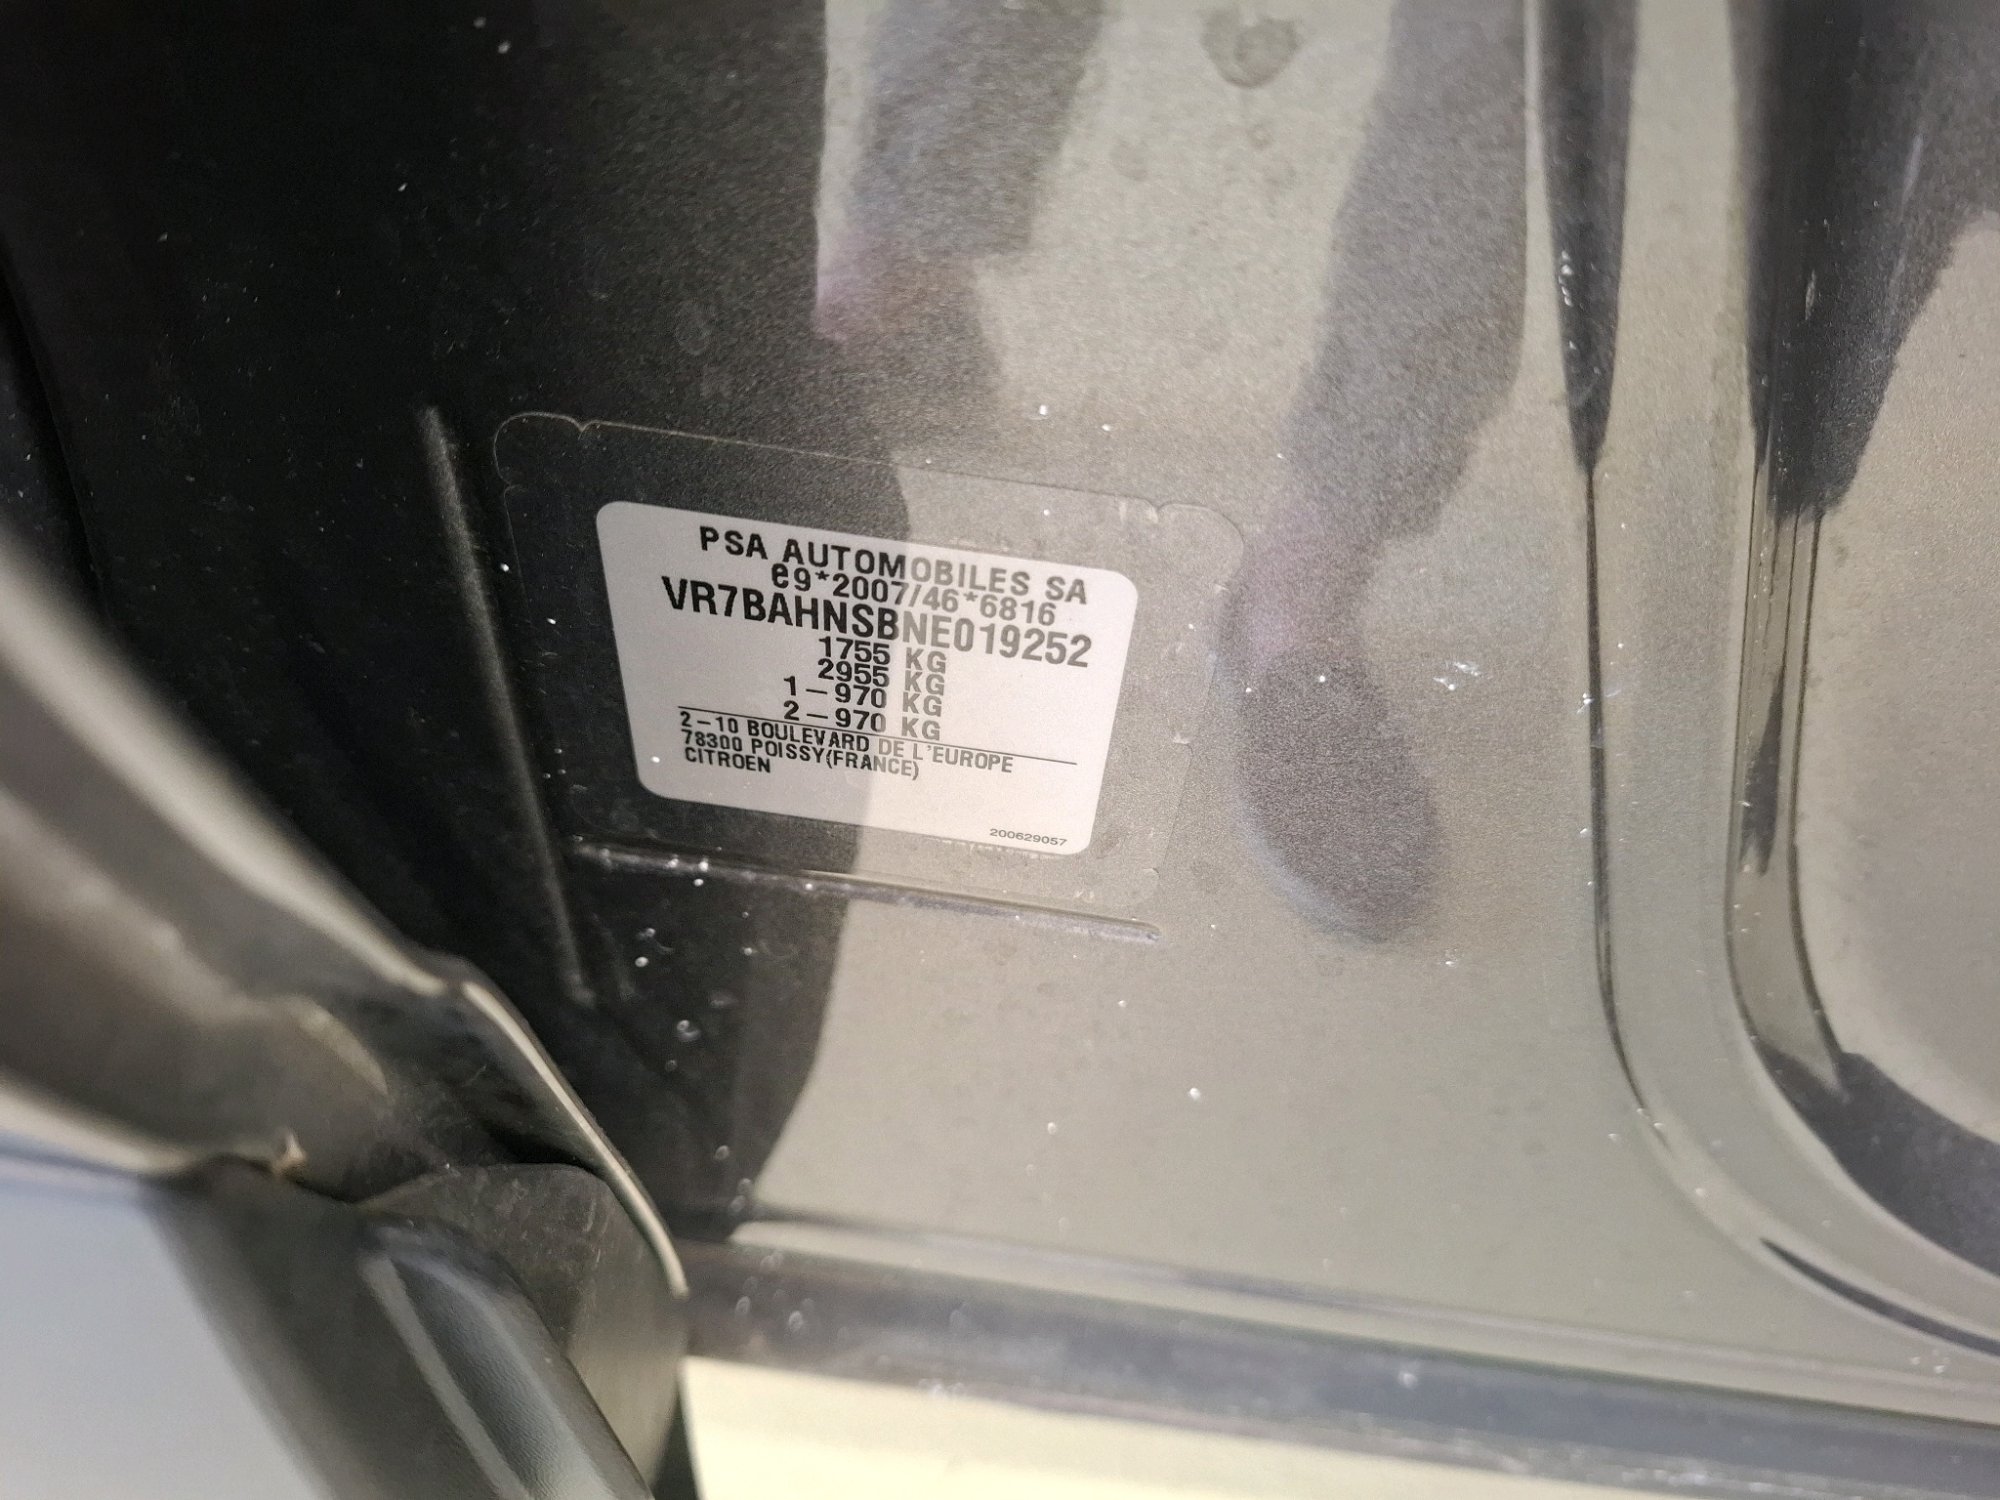 PSA AUTOMOBILES SA
e9*2007/46*6816
VR7BAHNSBNE019252
1755 KG
2955 KG
1-970 KG
2-970 KG
2-10 BOULEVARD DE L'EUROPE
78300 POISSY(FRANCE)
CITROEN
200629057